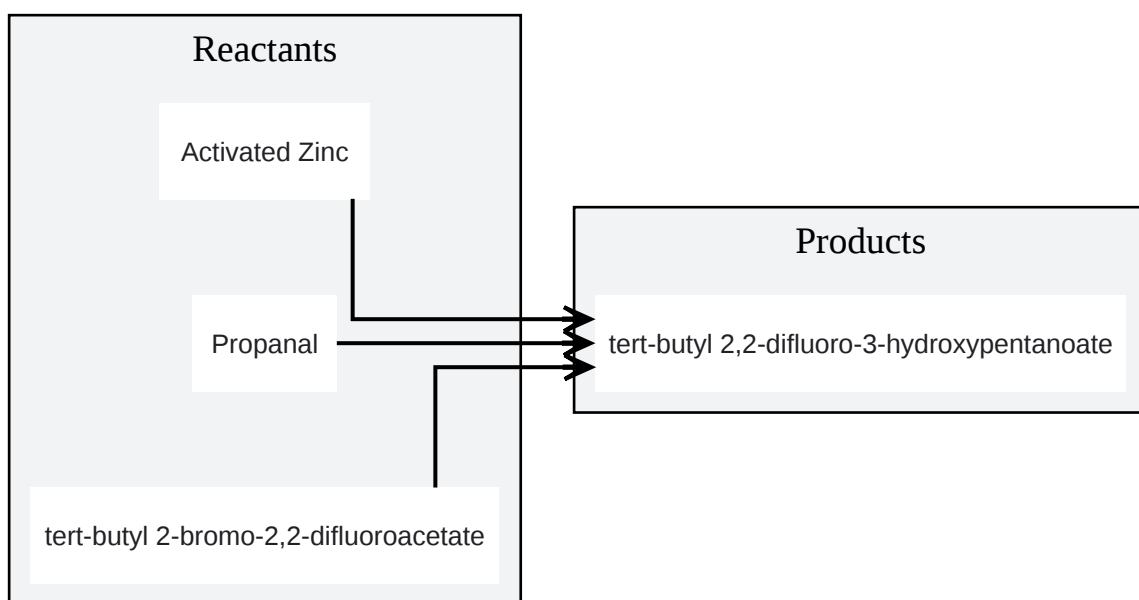 Reactants
Activated Zinc
Propanal
tert-butyl 2-bromo-2,2-difluoroacetate
Products
tert-butyl 2,2-difluoro-3-hydroxypentanoate